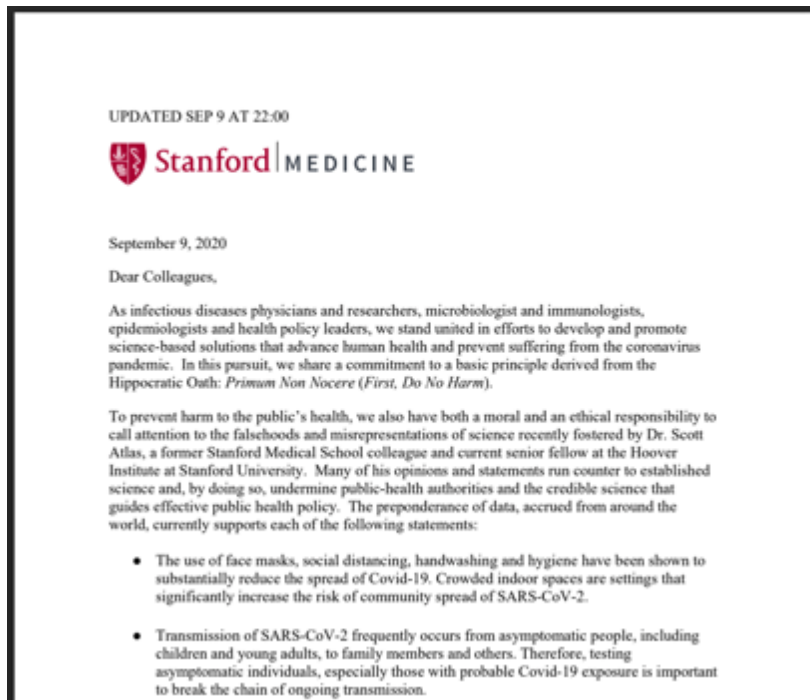 UPDATED SEP 9 AT 22:00
Stanford MEDICINE
September 9, 2020
Dear Colleagues,
As infectious diseases physicians and researchers, microbiologist and immunologists,
epidemiologists and health policy leaders, we stand united in efforts to develop and promote
science-based solutions that advance human health and prevent suffering from the coronavirus
pandemic. In this pursuit, we share a commitment to a basic principle derived from the
Hippocratic Oath: Primum Non Nocere (First, Do No Harm).
To prevent harm to the public's health, we also have both a moral and an ethical responsibility to
call attention to the falsehoods and misrepresentations of science recently fostered by Dr. Scott
Atlas, a former Stanford Medical School colleague and current senior fellow at the Hoover
Institute at Stanford University. Many of his opinions and statements run counter to established
science and, by doing so, undermine public-health authorities and the credible science that
guides effective public health policy. The preponderance of data, accrued from around the
world, currently supports each of the following statements:
• The use of face masks, social distancing, handwashing and hygiene have been shown to
substantially reduce the spread of Covid-19. Crowded indoor spaces are settings that
significantly increase the risk of community spread of SARS-CoV-2.
• Transmission of SARS-CoV-2 frequently occurs from asymptomatic people, including
children and young adults, to family members and others. Therefore, testing
asymptomatic individuals, especially those with probable Covid-19 exposure is important
to break the chain of ongoing transmission.